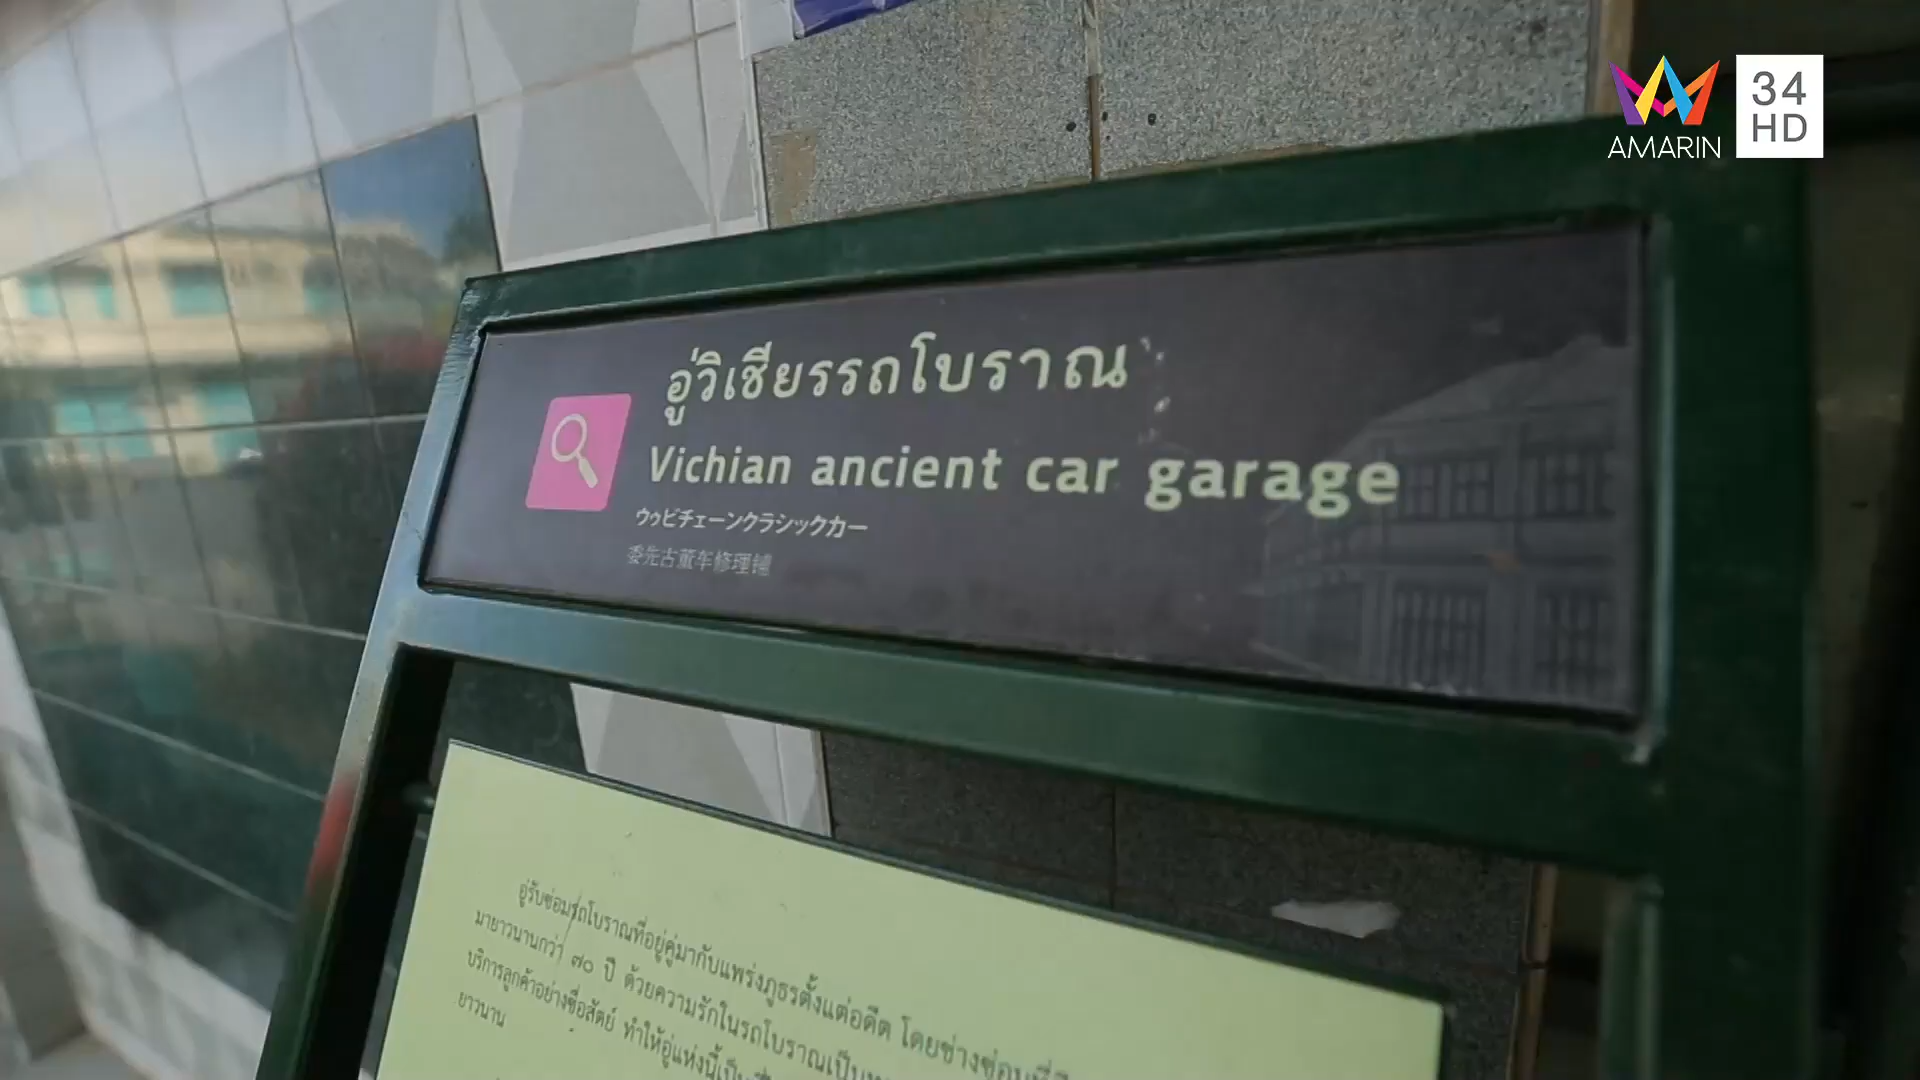 AMARIN
34
HD
อู่วิเชียรรถโบราณ
Vichian ancient car garage
ウゥビチェーンクラシックカー
委先古董车修理铺
อู่รับซ่อมรถโบราณที่อยู่คู่มากับแพร่งภูธรตั้งแต่อดีต โดยช่างซ่อมที่
มายาวนานกว่า ๗๐ ปี ด้วยความรักในรถโบราณเป็น
บริการลูกค้าอย่างซื่อสัตย์ ทำให้อู่แห่งนี้เป็น
ยาวนาน